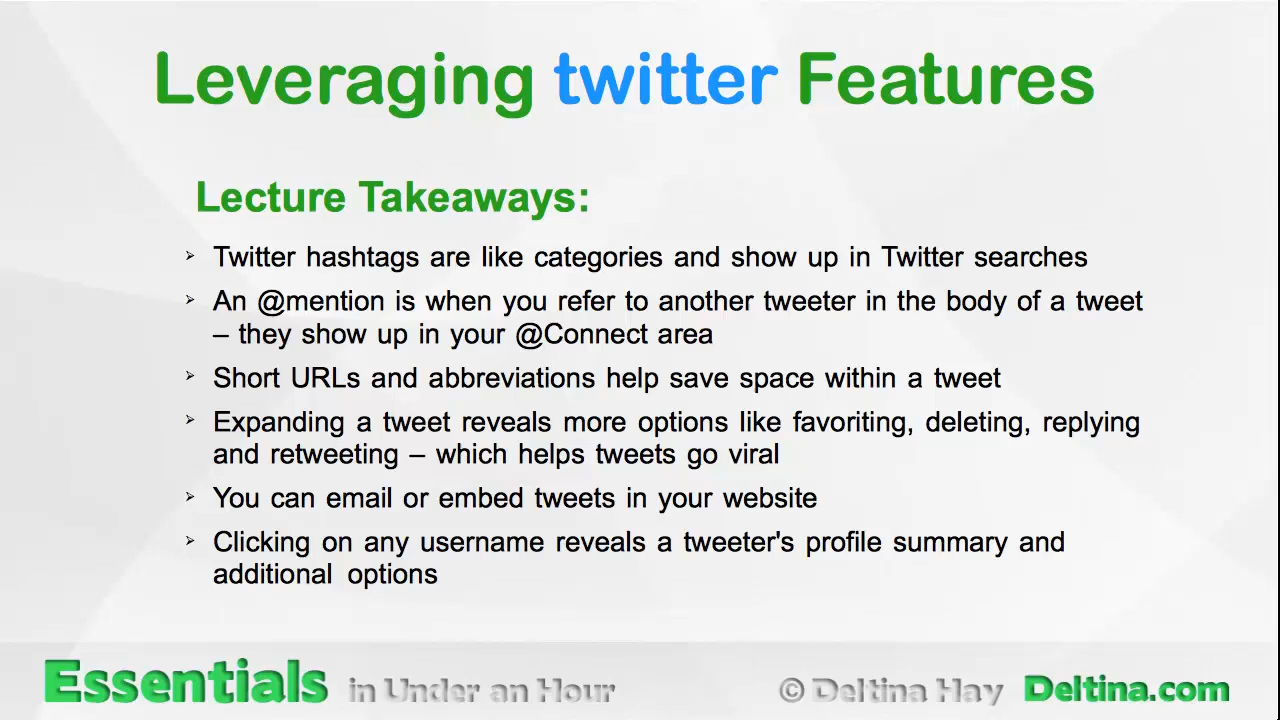 Leveraging twitter Features
Lecture Takeaways:
➢ Twitter hashtags are like categories and show up in Twitter searches
➢ An @mention is when you refer to another tweeter in the body of a tweet
– they show up in your @Connect area
➢ Short URLs and abbreviations help save space within a tweet
➢ Expanding a tweet reveals more options like favoriting, deleting, replying
and retweeting – which helps tweets go viral
➢ You can email or embed tweets in your website
➢ Clicking on any username reveals a tweeter's profile summary and
additional options
Essentials in Under an Hour © Deltina Hay Deltina.com